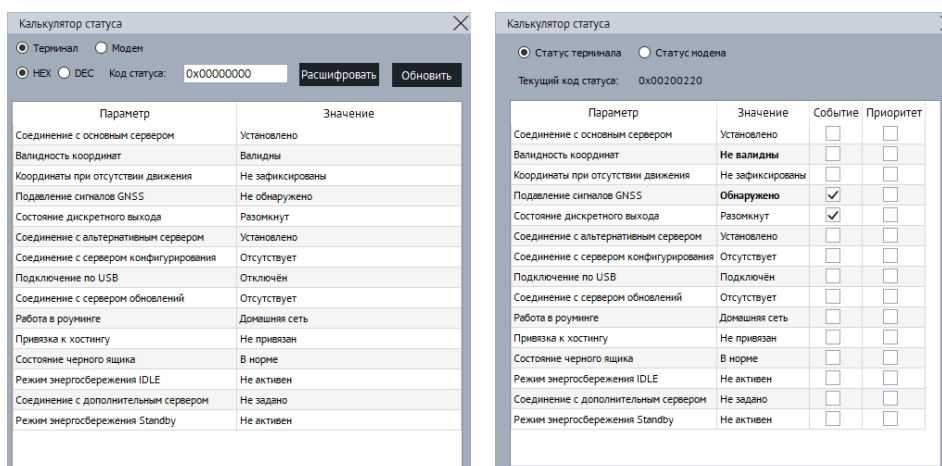 Калькулятор статуса
Терминал Модем
HEX DEC Код статуса: 0x00000000 Расшифровать Обновить
Параметр Значение
Соединение с основным сервером Установлено
Валидность координат Валидны
Координаты при отсутствии движения Не зафиксированы
Подавление сигналов GNSS Не обнаружено
Состояние дискретного выхода Разомкнут
Соединение с альтернативным сервером Установлено
Соединение с сервером конфигурирования Отсутствует
Подключение по USB Отключён
Соединение с сервером обновлений Отсутствует
Работа в роуминге Домашняя сеть
Привязка к хостингу Не привязан
Состояние черного ящика В норме
Режим энергосбережения IDLE Не активен
Соединение с дополнительным сервером Не задано
Режим энергосбережения Standby Не активен
Калькулятор статуса
Статус терминала Статус модема
Текущий код статуса: 0x00200220
Параметр Значение Событие Приоритет
Соединение с основным сервером Установлено
Валидность координат Не валидны
Координаты при отсутствии движения Не зафиксированы
Подавление сигналов GNSS Обнаружено
Состояние дискретного выхода Разомкнут
Соединение с альтернативным сервером Установлено
Соединение с сервером конфигурирования Отсутствует
Подключение по USB Подключён
Соединение с сервером обновлений Отсутствует
Работа в роуминге Домашняя сеть
Привязка к хостингу Не привязан
Состояние черного ящика В норме
Режим энергосбережения IDLE Не активен
Соединение с дополнительным сервером Не задано
Режим энергосбережения Standby Не активен